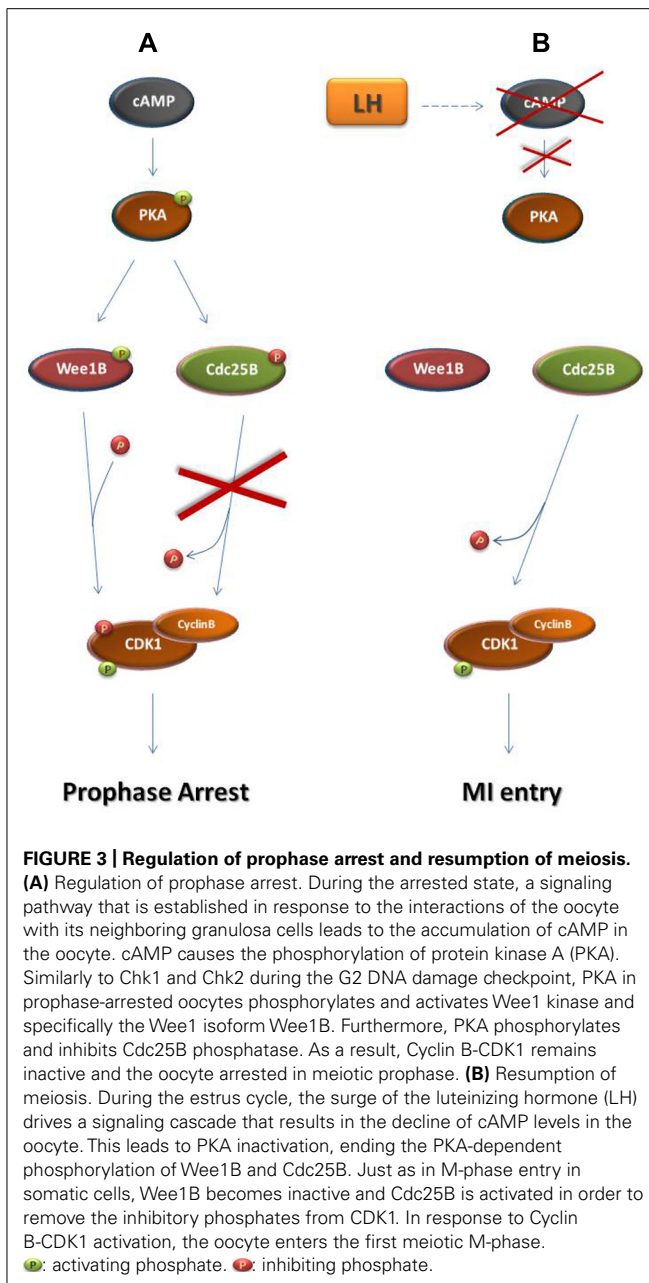 A B
cAMP LH cAMP
P
PKA PKA
P P
Wee1B Cdc25B Wee1B Cdc25B
P
P P
P CyclinB CyclinB
CDK1 CDK1
P P
Prophase Arrest MI entry
FIGURE 3 | Regulation of prophase arrest and resumption of meiosis.
(A) Regulation of prophase arrest. During the arrested state, a signaling
pathway that is established in response to the interactions of the oocyte
with its neighboring granulosa cells leads to the accumulation of cAMP in
the oocyte. cAMP causes the phosphorylation of protein kinase A (PKA).
Similarly to Chk1 and Chk2 during the G2 DNA damage checkpoint, PKA in
prophase-arrested oocytes phosphorylates and activates Wee1 kinase and
specifically the Wee1 isoform Wee1B. Furthermore, PKA phosphorylates
and inhibits Cdc25B phosphatase. As a result, Cyclin B-CDK1 remains
inactive and the oocyte arrested in meiotic prophase. (B) Resumption of
meiosis. During the estrus cycle, the surge of the luteinizing hormone (LH)
drives a signaling cascade that results in the decline of cAMP levels in the
oocyte. This leads to PKA inactivation, ending the PKA-dependent
phosphorylation of Wee1B and Cdc25B. Just as in M-phase entry in
somatic cells, Wee1B becomes inactive and Cdc25B is activated in order to
remove the inhibitory phosphates from CDK1. In response to Cyclin
B-CDK1 activation, the oocyte enters the first meiotic M-phase.
P: activating phosphate. P: inhibiting phosphate.